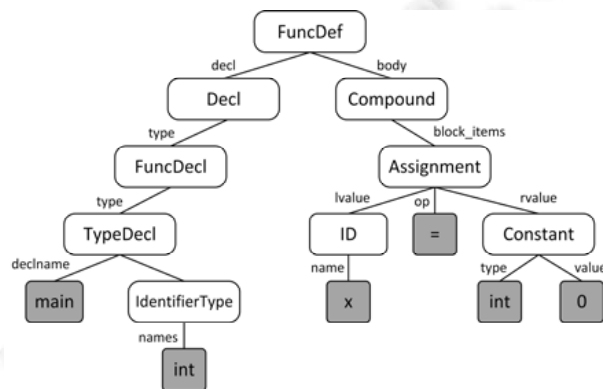 FuncDef
decl body
Decl Compound
type block_items
FuncDecl Assignment
type lvalue op rvalue
TypeDecl ID = Constant
declname name type value
main IdentifierType x int 0
names
int